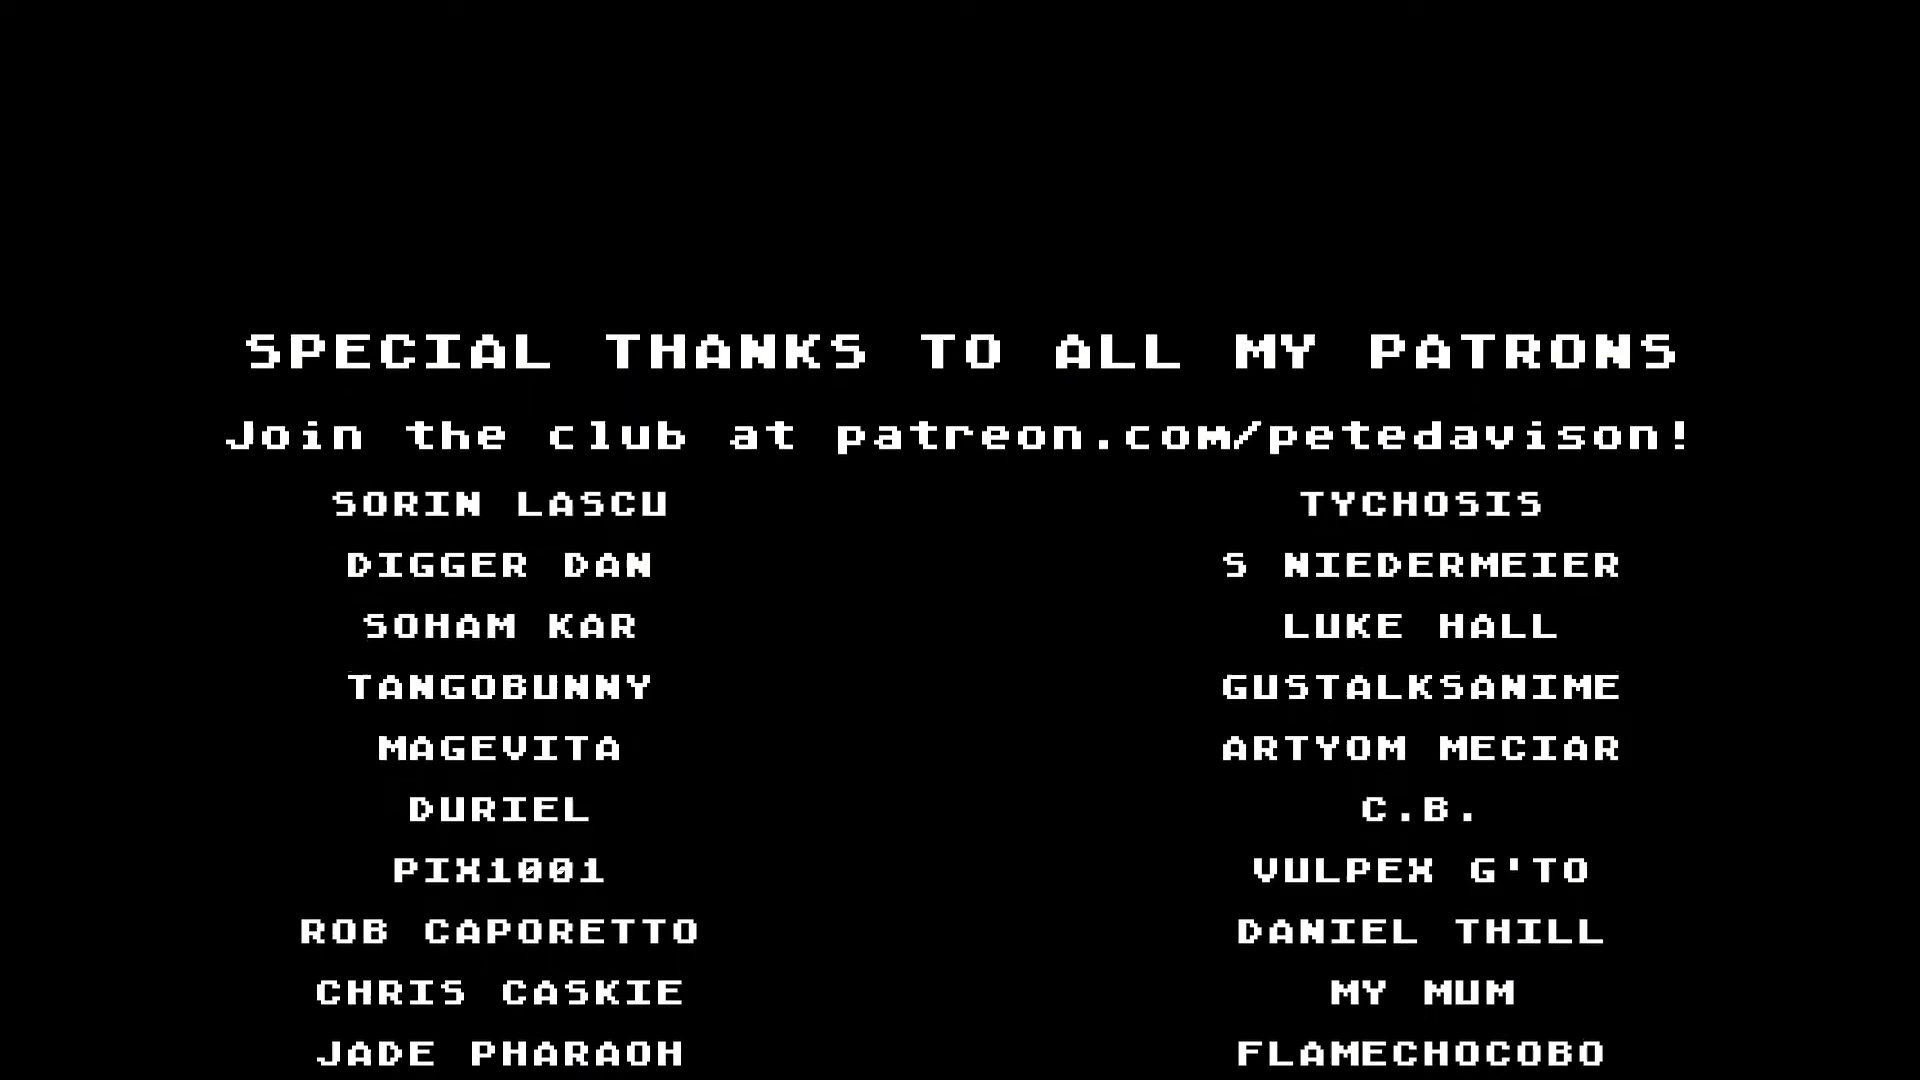 SPECIAL THANKS TO ALL MY PATRONS
Join the club at patreon.com/petedavison!
SORIN LASCU TYCHOSIS
DIGGER DAN S NIEDERMEIER
SOHAM KAR LUKE HALL
TANGOBUNNY GUSTALKSANIME
MAGEVITA ARTYOM MECIAR
DURIEL C.B.
PIX1001 VULPEX G'TO
ROB CAPORETTO DANIEL THILL
CHRIS CASKIE MY MUM
JADE PHARAOH FLAMECHOCOBO